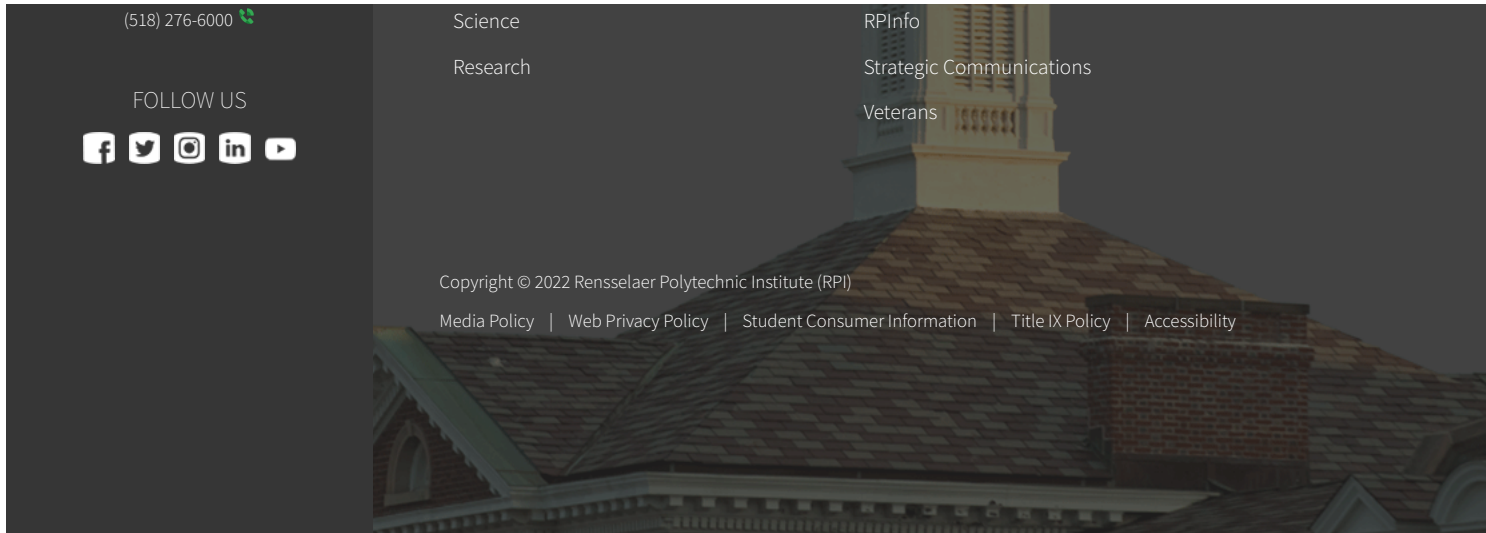 (518) 276-6000
FOLLOW US
Science
Research
RPInfo
Strategic Communications
Veterans
Copyright © 2022 Rensselaer Polytechnic Institute (RPI)
Media Policy | Web Privacy Policy | Student Consumer Information | Title IX Policy | Accessibility